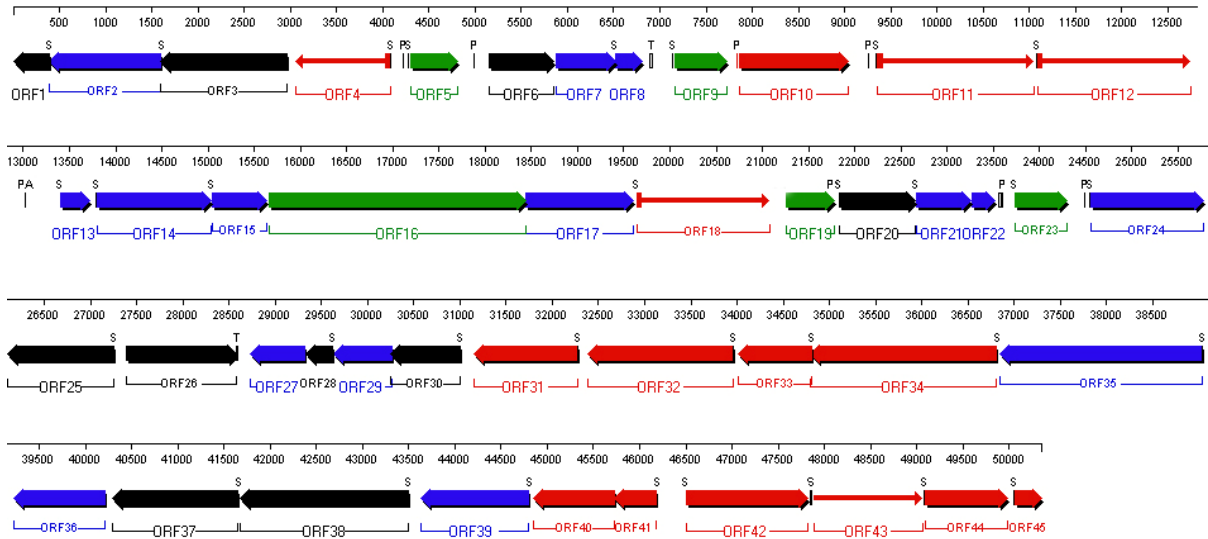 0 500 1000 1500 2000 2500 3000 3500 4000 4500 5000 5500 6000 6500 7000 7500 8000 8500 9000 9500 10000 10500 11000 11500 12000 12500
S S S P S P S T S P P S S
ORF1 ORF2 ORF3 ORF4 ORF5 ORF6 ORF7 ORF8 ORF9 ORF10 ORF11 ORF12
13000 13500 14000 14500 15000 15500 16000 16500 17000 17500 18000 18500 19000 19500 20000 20500 21000 21500 22000 22500 23000 23500 24000 24500 25000 25500
P A S S S S P S P S P S
ORF13 ORF14 ORF15 ORF16 ORF17 ORF18 ORF19 ORF20 ORF21 ORF22 ORF23 ORF24
26500 27000 27500 28000 28500 29000 29500 30000 30500 31000 31500 32000 32500 33000 33500 34000 34500 35000 35500 36000 36500 37000 37500 38000 38500
S T S S S S S S S
ORF25 ORF26 ORF27 ORF28 ORF29 ORF30 ORF31 ORF32 ORF33 ORF34 ORF35
39500 40000 40500 41000 41500 42000 42500 43000 43500 44000 44500 45000 45500 46000 46500 47000 47500 48000 48500 49000 49500 50000
S S S S S S S S
ORF36 ORF37 ORF38 ORF39 ORF40 ORF41 ORF42 ORF43 ORF44 ORF45